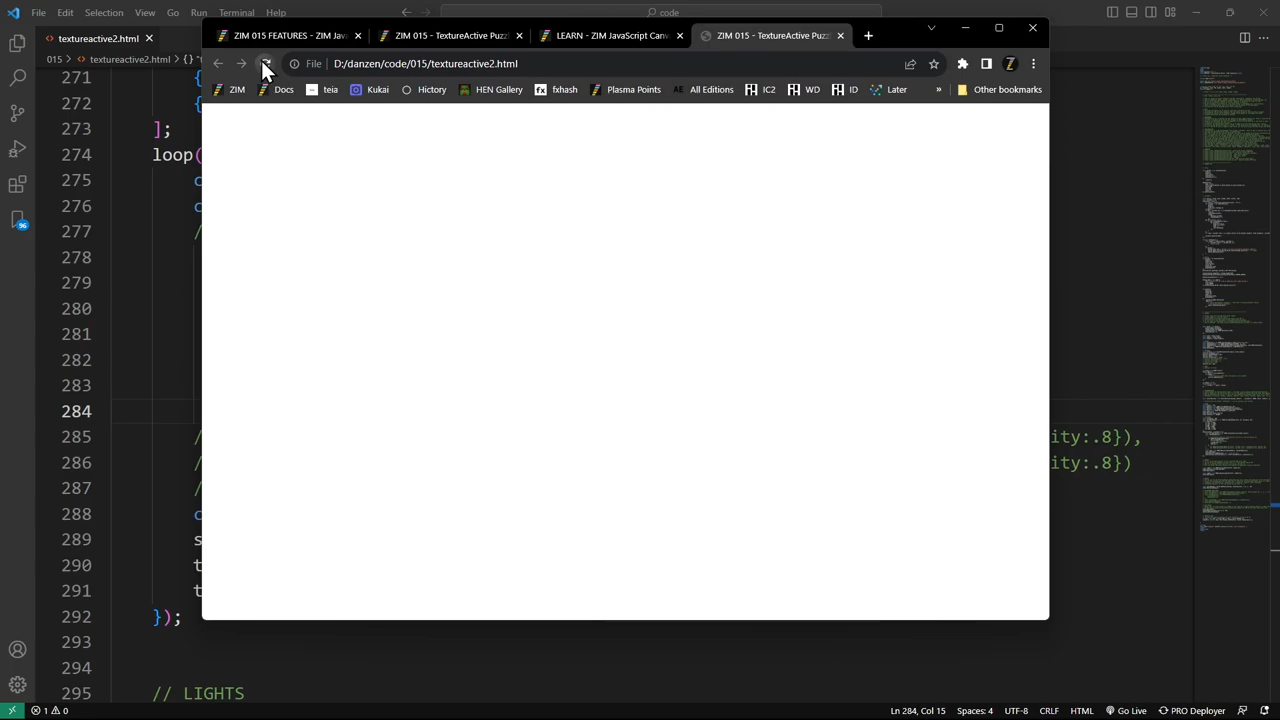 File Edit Selection View Go Run Terminal Help
code
textureactive2.html
ZIM 015 FEATURES - ZIM Jav
ZIM 015 - TextureActive Puzz
LEARN - ZIM JavaScript Canva
ZIM 015 - TextureActive Puzz
015 > textureactive2.html >
File D:/danzen/code/015/textureactive2.html
ZIM Docs teia Kukai Hictory HEN Gallery fxhash Plasma Points AE All Editions ICE WD ID Later » Other bookmarks
271 {
272 {
273 ];
274 loop(
275 c
276 c
277 /
278
279
280
281
282
283
284
285 / ity:.8}),
286 / ity:.8})
287 /
288 c
289 s
290 t
291 t
292 });
293
294
295 // LIGHTS
96
1 0
Ln 284, Col 15 Spaces: 4 UTF-8 CRLF HTML Go Live PRO Deployer